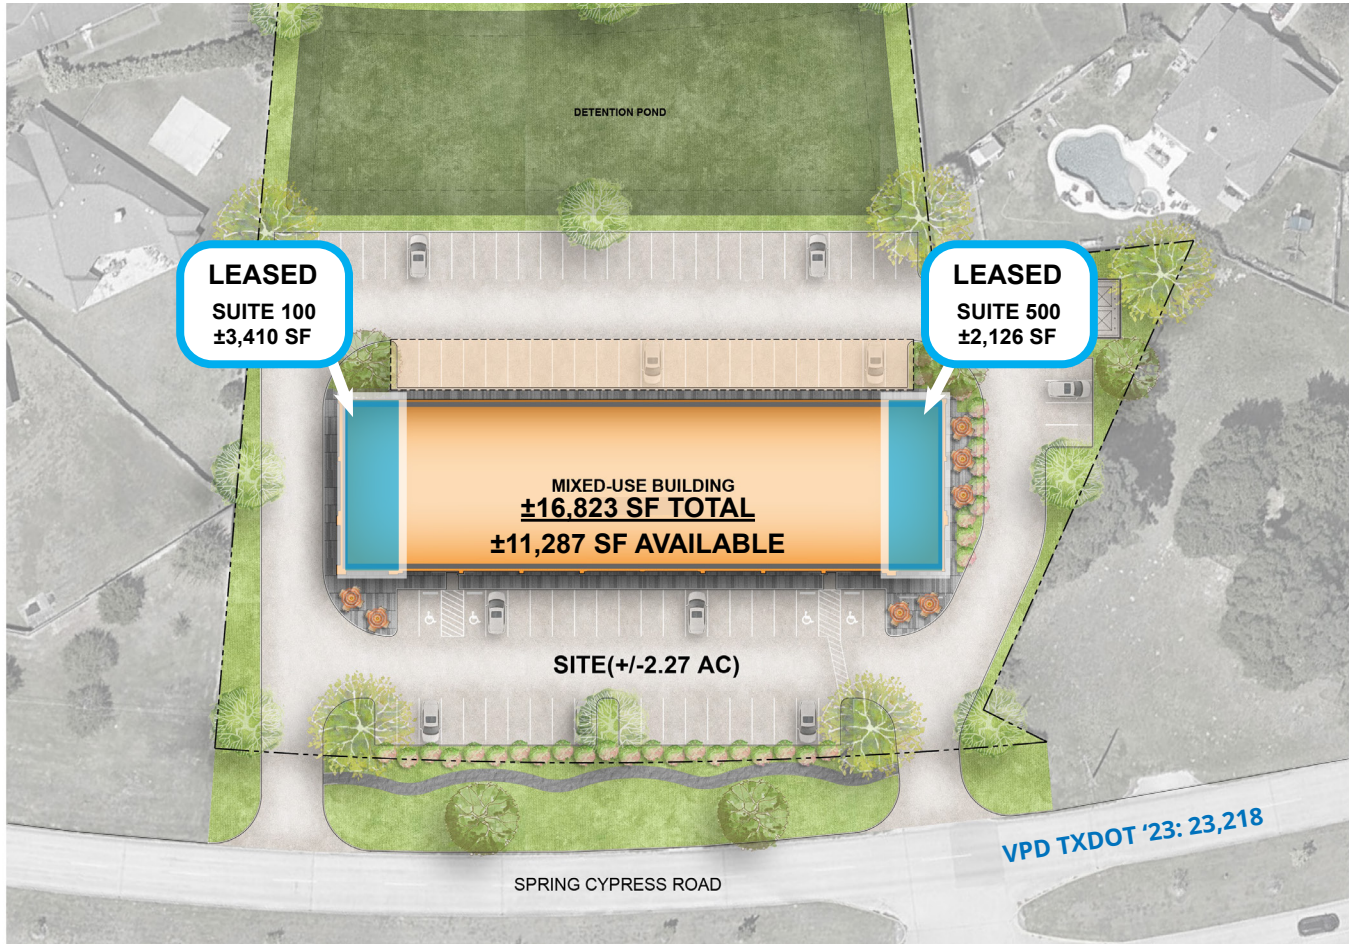 DETENTION POND
LEASED
SUITE 100
±3,410 SF
LEASED
SUITE 500
±2,126 SF
MIXED-USE BUILDING
±16,823 SF TOTAL
±11,287 SF AVAILABLE
SITE(+/-2.27 AC)
VPD TXDOT ‘23: 23,218
SPRING CYPRESS ROAD